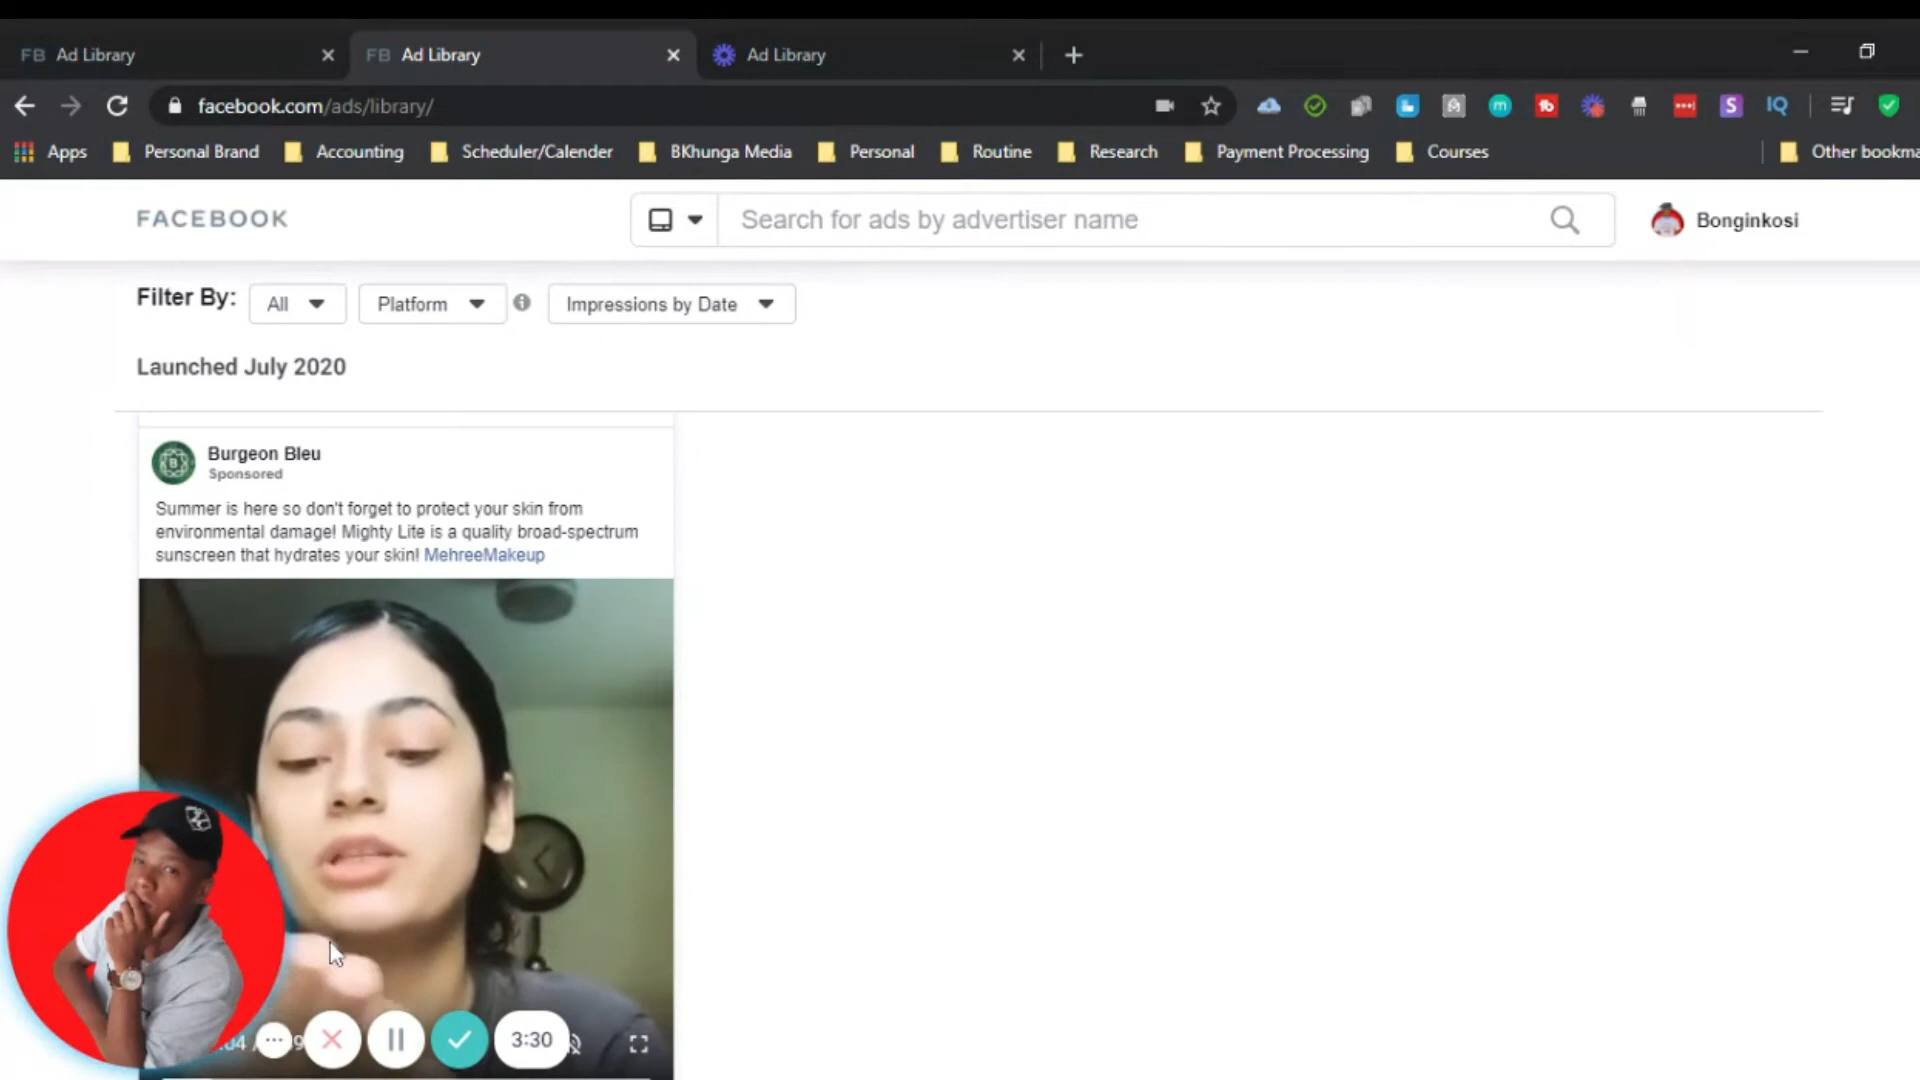 FB Ad Library
FB Ad Library
Ad Library
facebook.com/ads/library/
Apps
Personal Brand
Accounting
Scheduler/Calender
BKhunga Media
Personal
Routine
Research
Payment Processing
Courses
Other bookma
FACEBOOK
Search for ads by advertiser name
Bonginkosi
Filter By:
All
Platform
Impressions by Date
Launched July 2020
Burgeon Bleu
Sponsored
Summer is here so don't forget to protect your skin from
environmental damage! Mighty Lite is a quality broad-spectrum
sunscreen that hydrates your skin! MehreeMakeup
3:30